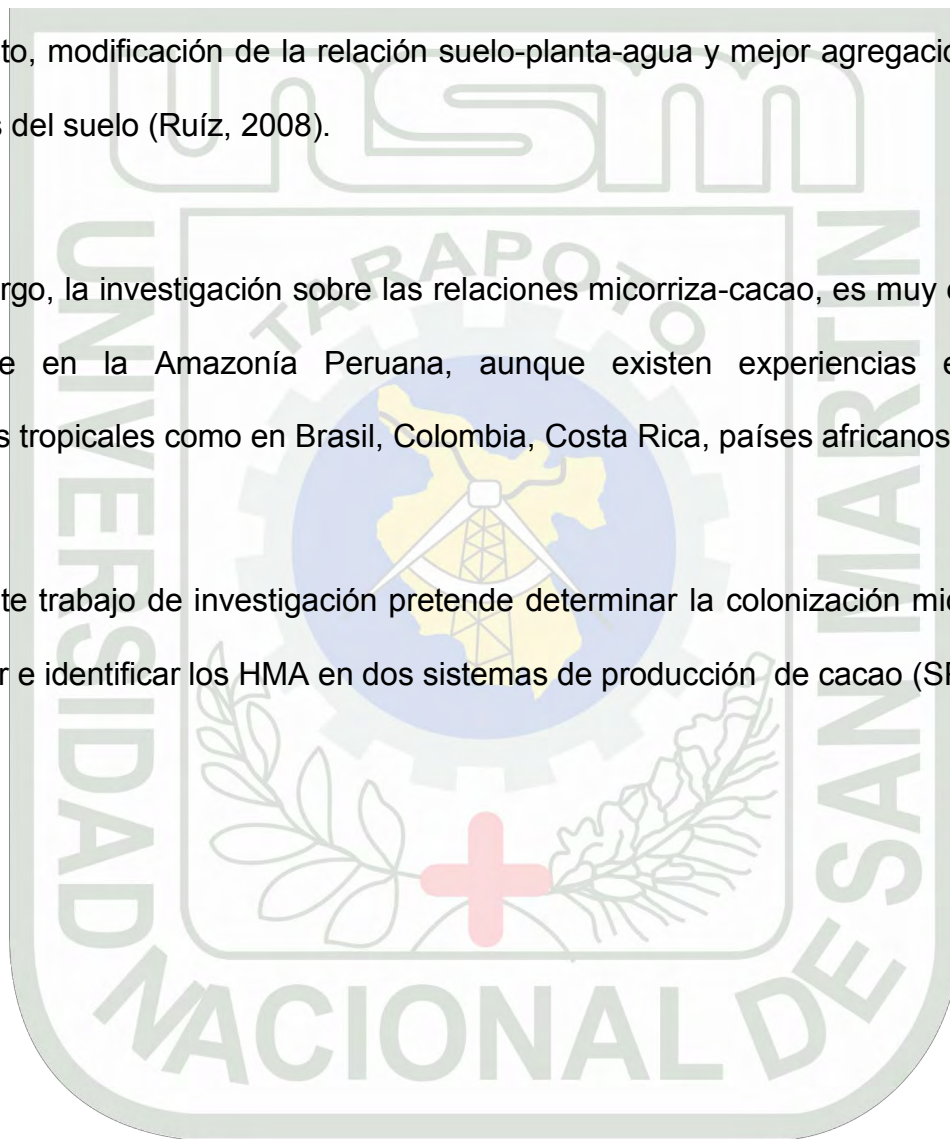 to, modificación de la relación suelo-planta-agua y mejor agregació
s del suelo (Ruíz, 2008).
rgo, la investigación sobre las relaciones micorriza-cacao, es muy
e en la Amazonía Peruana, aunque existen experiencias e
s tropicales como en Brasil, Colombia, Costa Rica, países africanos
te trabajo de investigación pretende determinar la colonización mic
r e identificar los HMA en dos sistemas de producción de cacao (SP
unsm
TARAPOTO
UNIVERSIDAD NACIONAL DE SAN MARTIN